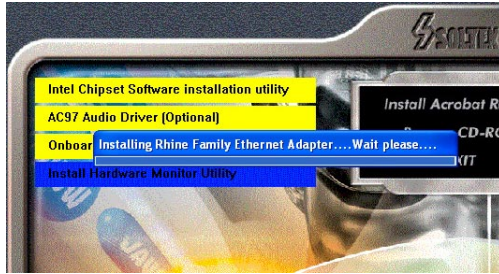 SOLTEK
Intel Chipset Software installation utility
AC97 Audio Driver (Optional)
Onboar
Install Hardware Monitor Utility
Installing Rhine Family Ethernet Adapter....Wait please....
Install Acrobat R
CD-RO
XIT